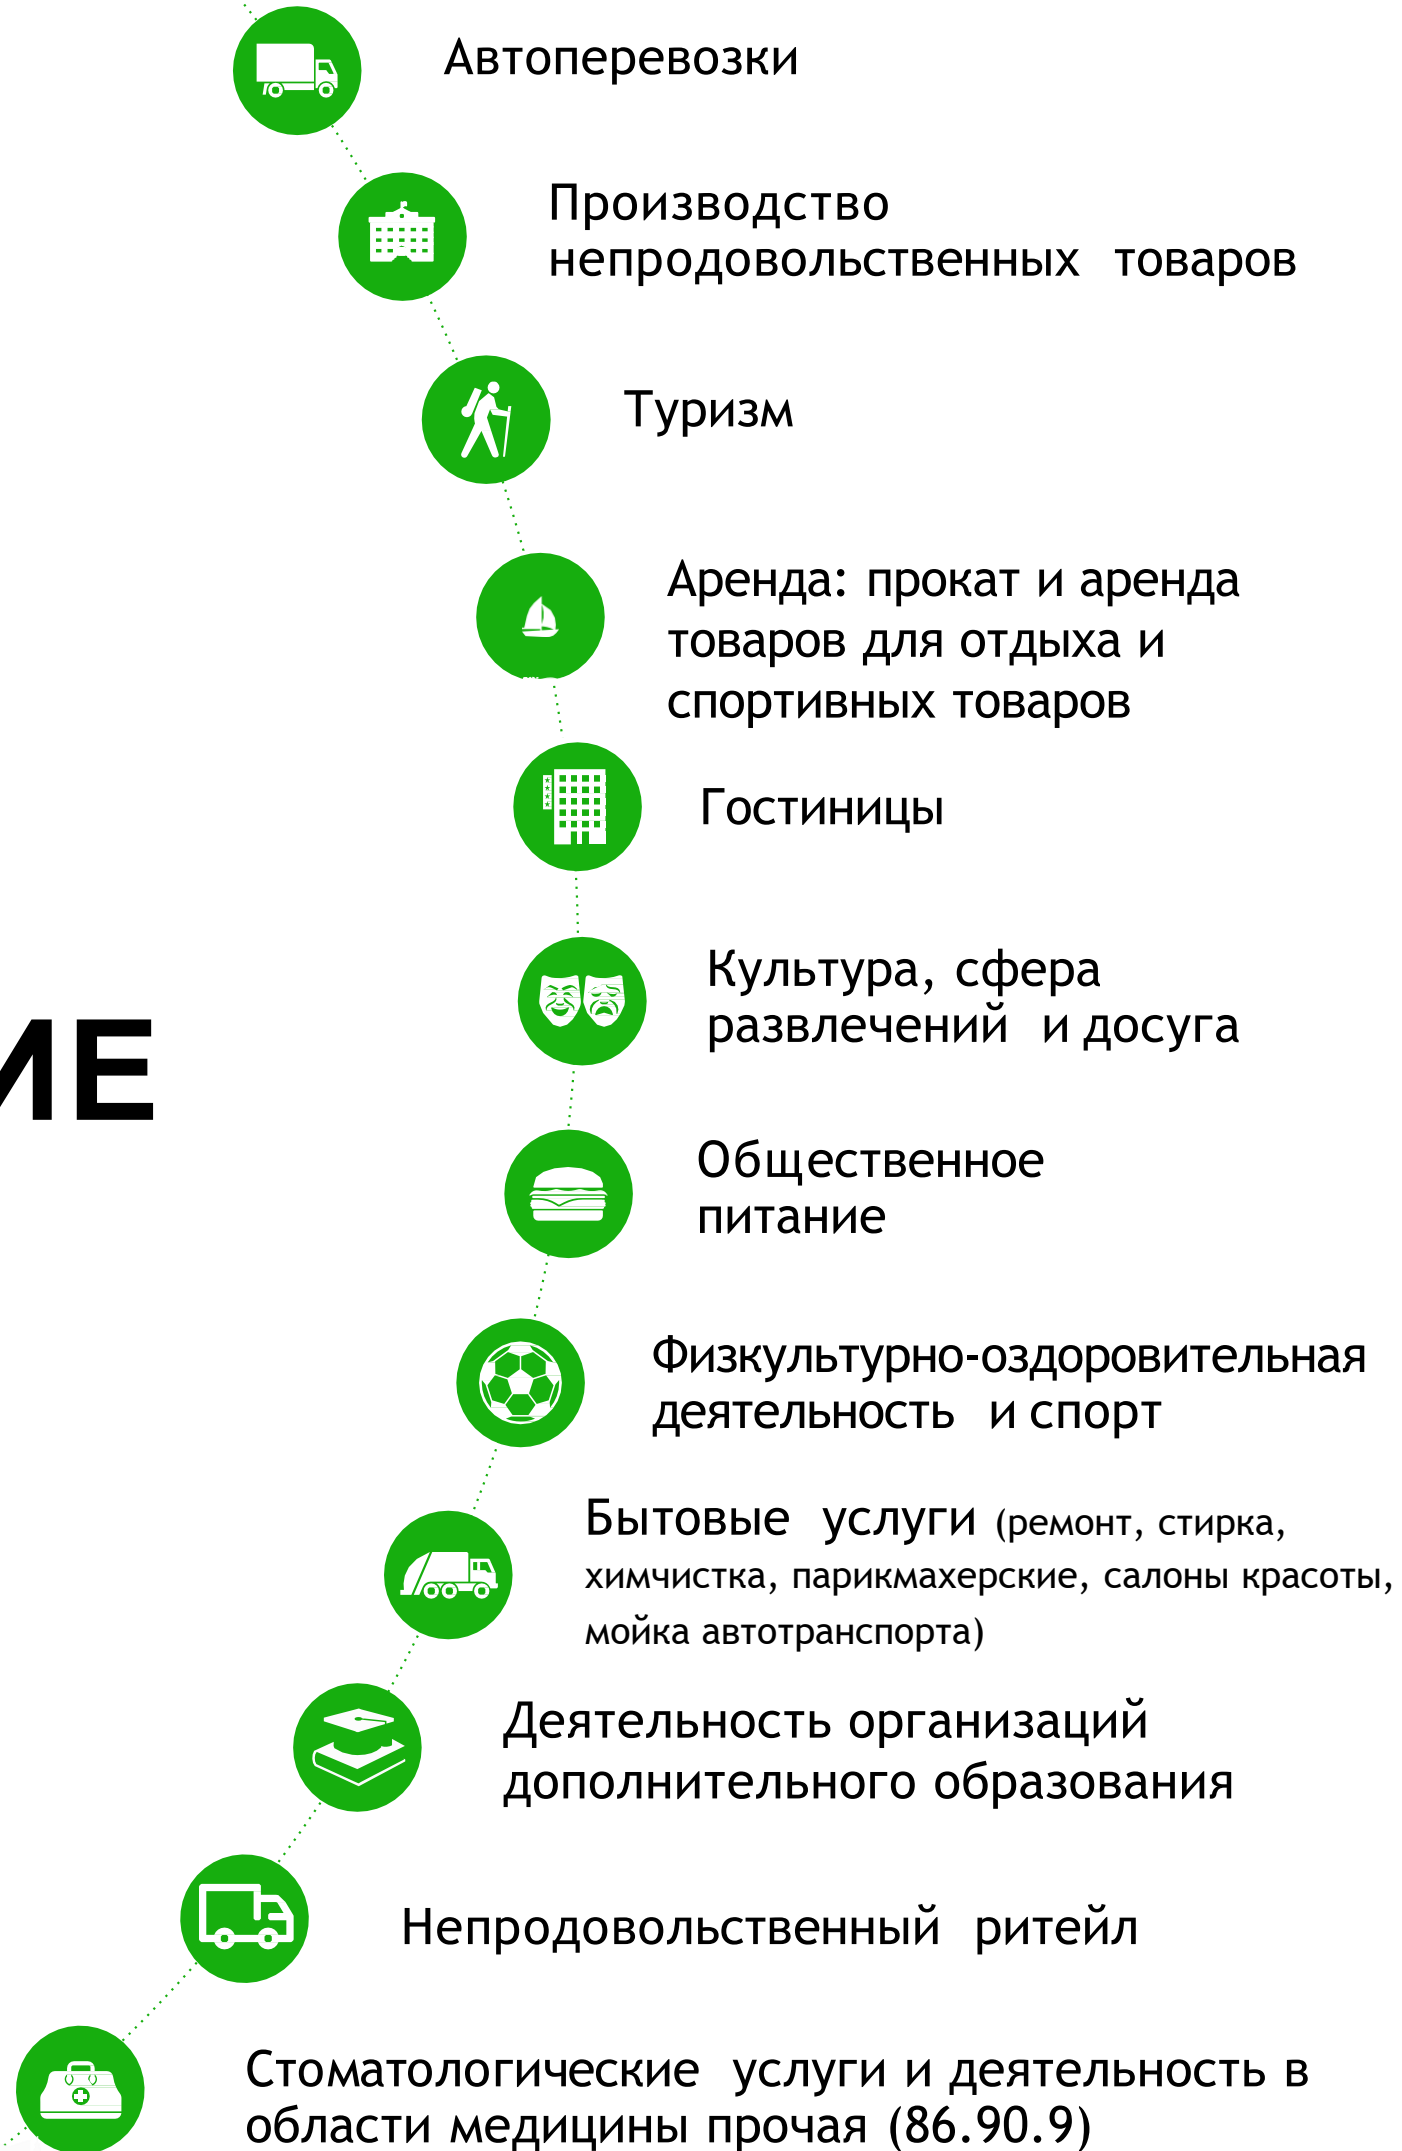 Автоперевозки
Производство
непродовольственных товаров
Туризм
Аренда: прокат и аренда
товаров для отдыха и
спортивных товаров
Гостиницы
Культура, сфера
развлечений и досуга
Общественное
питание
Физкультурно-оздоровительная
деятельность и спорт
Бытовые услуги (ремонт, стирка,
химчистка, парикмахерские, салоны красоты,
мойка автотранспорта)
Деятельность организаций
дополнительного образования
Непродовольственный ритейл
Стоматологические услуги и деятельность в
области медицины прочая (86.90.9)